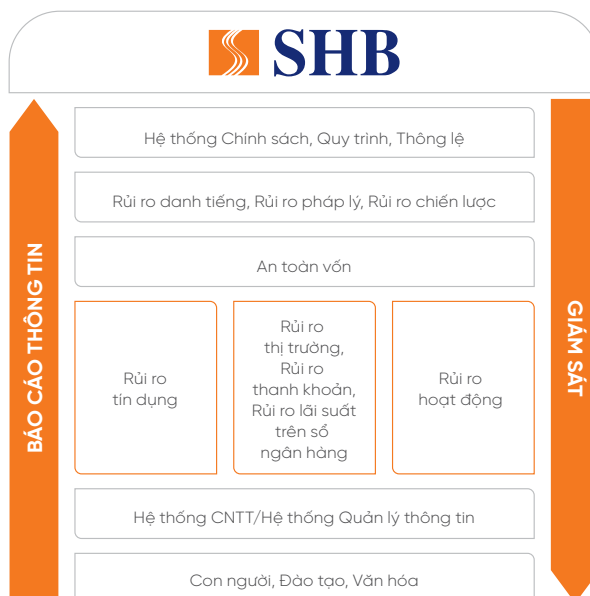 SHB
BÁO CÁO THÔNG TIN
Hệ thống Chính sách, Quy trình, Thông lệ
Rủi ro danh tiếng, Rủi ro pháp lý, Rủi ro chiến lược
An toàn vốn
Rủi ro
tín dụng
Rủi ro
thị trường,
Rủi ro
thanh khoản,
Rủi ro lãi suất
trên sổ
ngân hàng
Rủi ro
hoạt động
Hệ thống CNTT/Hệ thống Quản lý thông tin
Con người, Đào tạo, Văn hóa
GIÁM SÁT